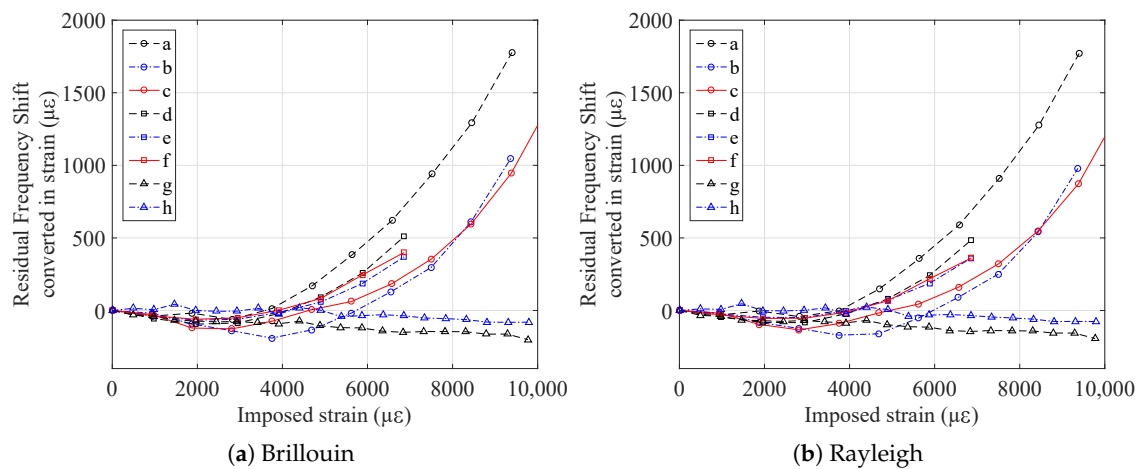 2000
1500
1000
500
0
Residual Frequency Shift
converted in strain (με)
a
b
c
d
e
f
g
h
0 2000 4000 6000 8000 10,000
Imposed strain (με)
(a) Brillouin
2000
1500
1000
500
0
Residual Frequency Shift
converted in strain (με)
a
b
c
d
e
f
g
h
0 2000 4000 6000 8000 10,000
Imposed strain (με)
(b) Rayleigh